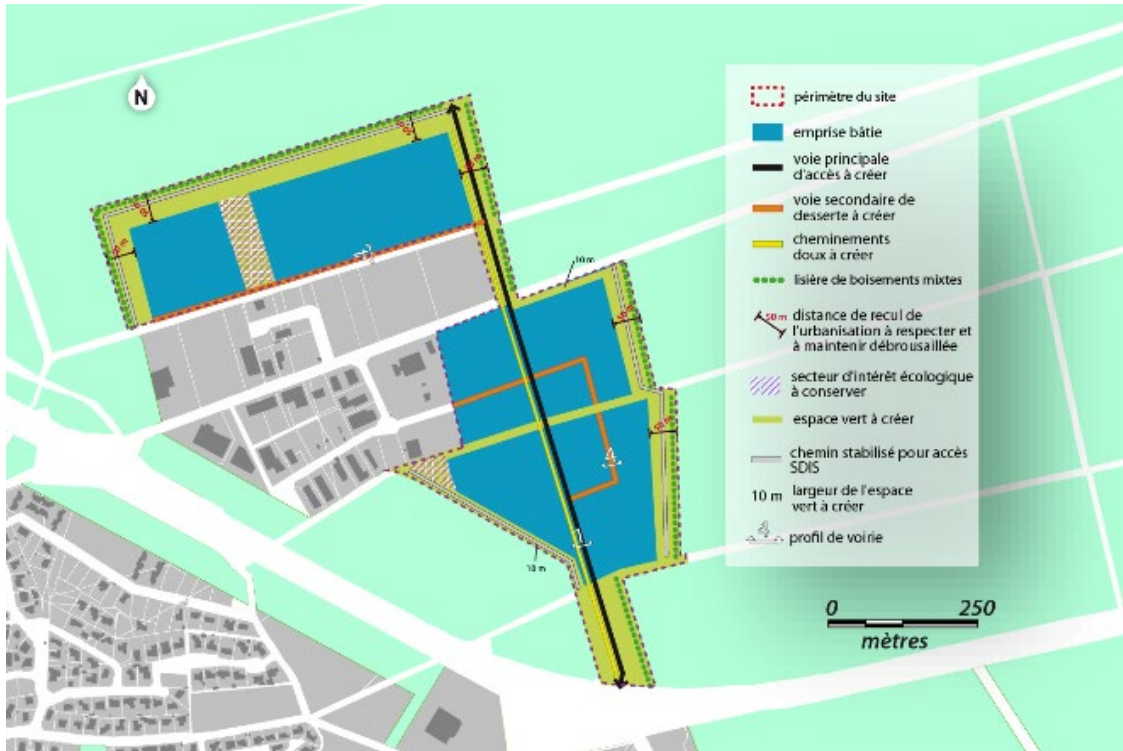 N
périmètre du site
emprise bâtie
voie principale
d'accès à créer
voie secondaire de
desserte à créer
cheminements
doux à créer
lisière de boisements mixtes
50 m
distance de recul de
l'urbanisation à respecter et
à maintenir débrousaillée
secteur d'intérêt écologique
à conserver
espace vert à créer
chemin stabilisé pour accès
SDIS
10 m
largeur de l'espace
vert à créer
profil de voirie
10 m
10 m
0 250
mètres